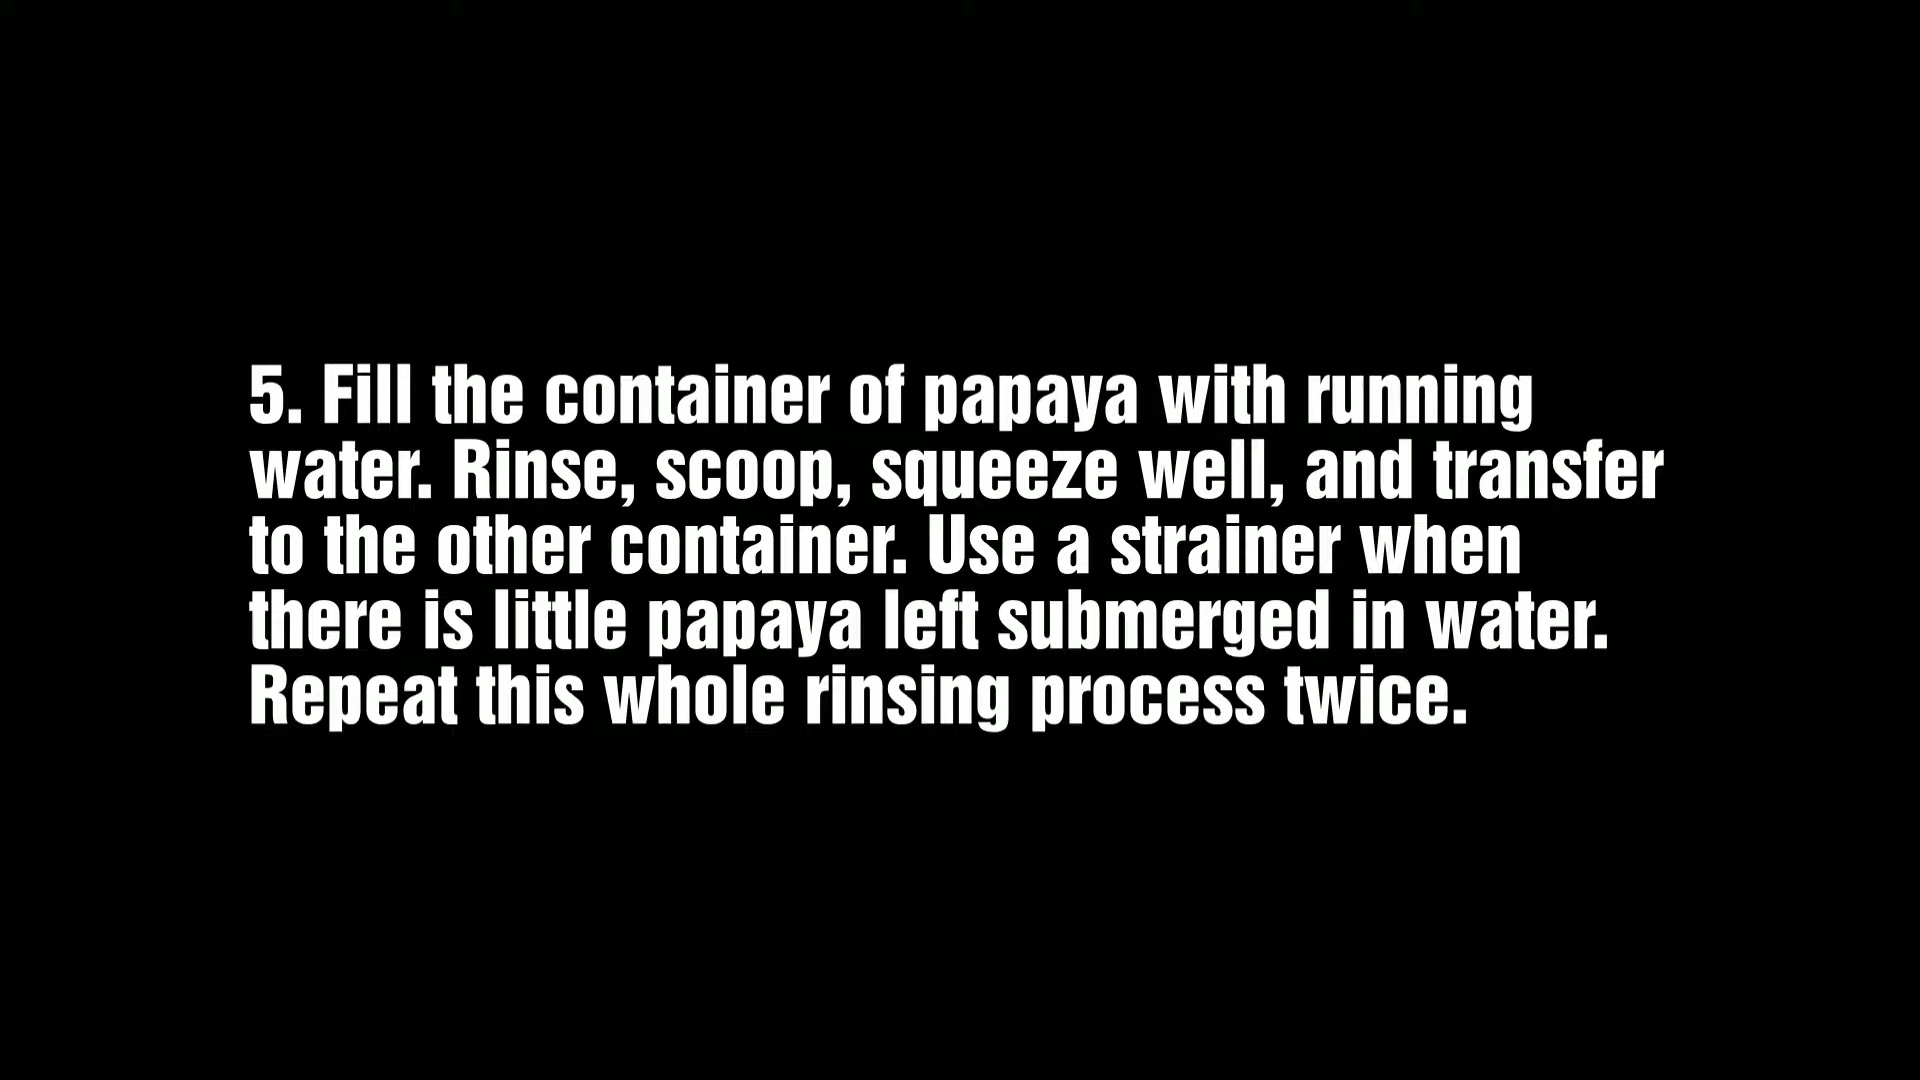 5. Fill the container of papaya with running
water. Rinse, scoop, squeeze well, and transfer
to the other container. Use a strainer when
there is little papaya left submerged in water.
Repeat this whole rinsing process twice.